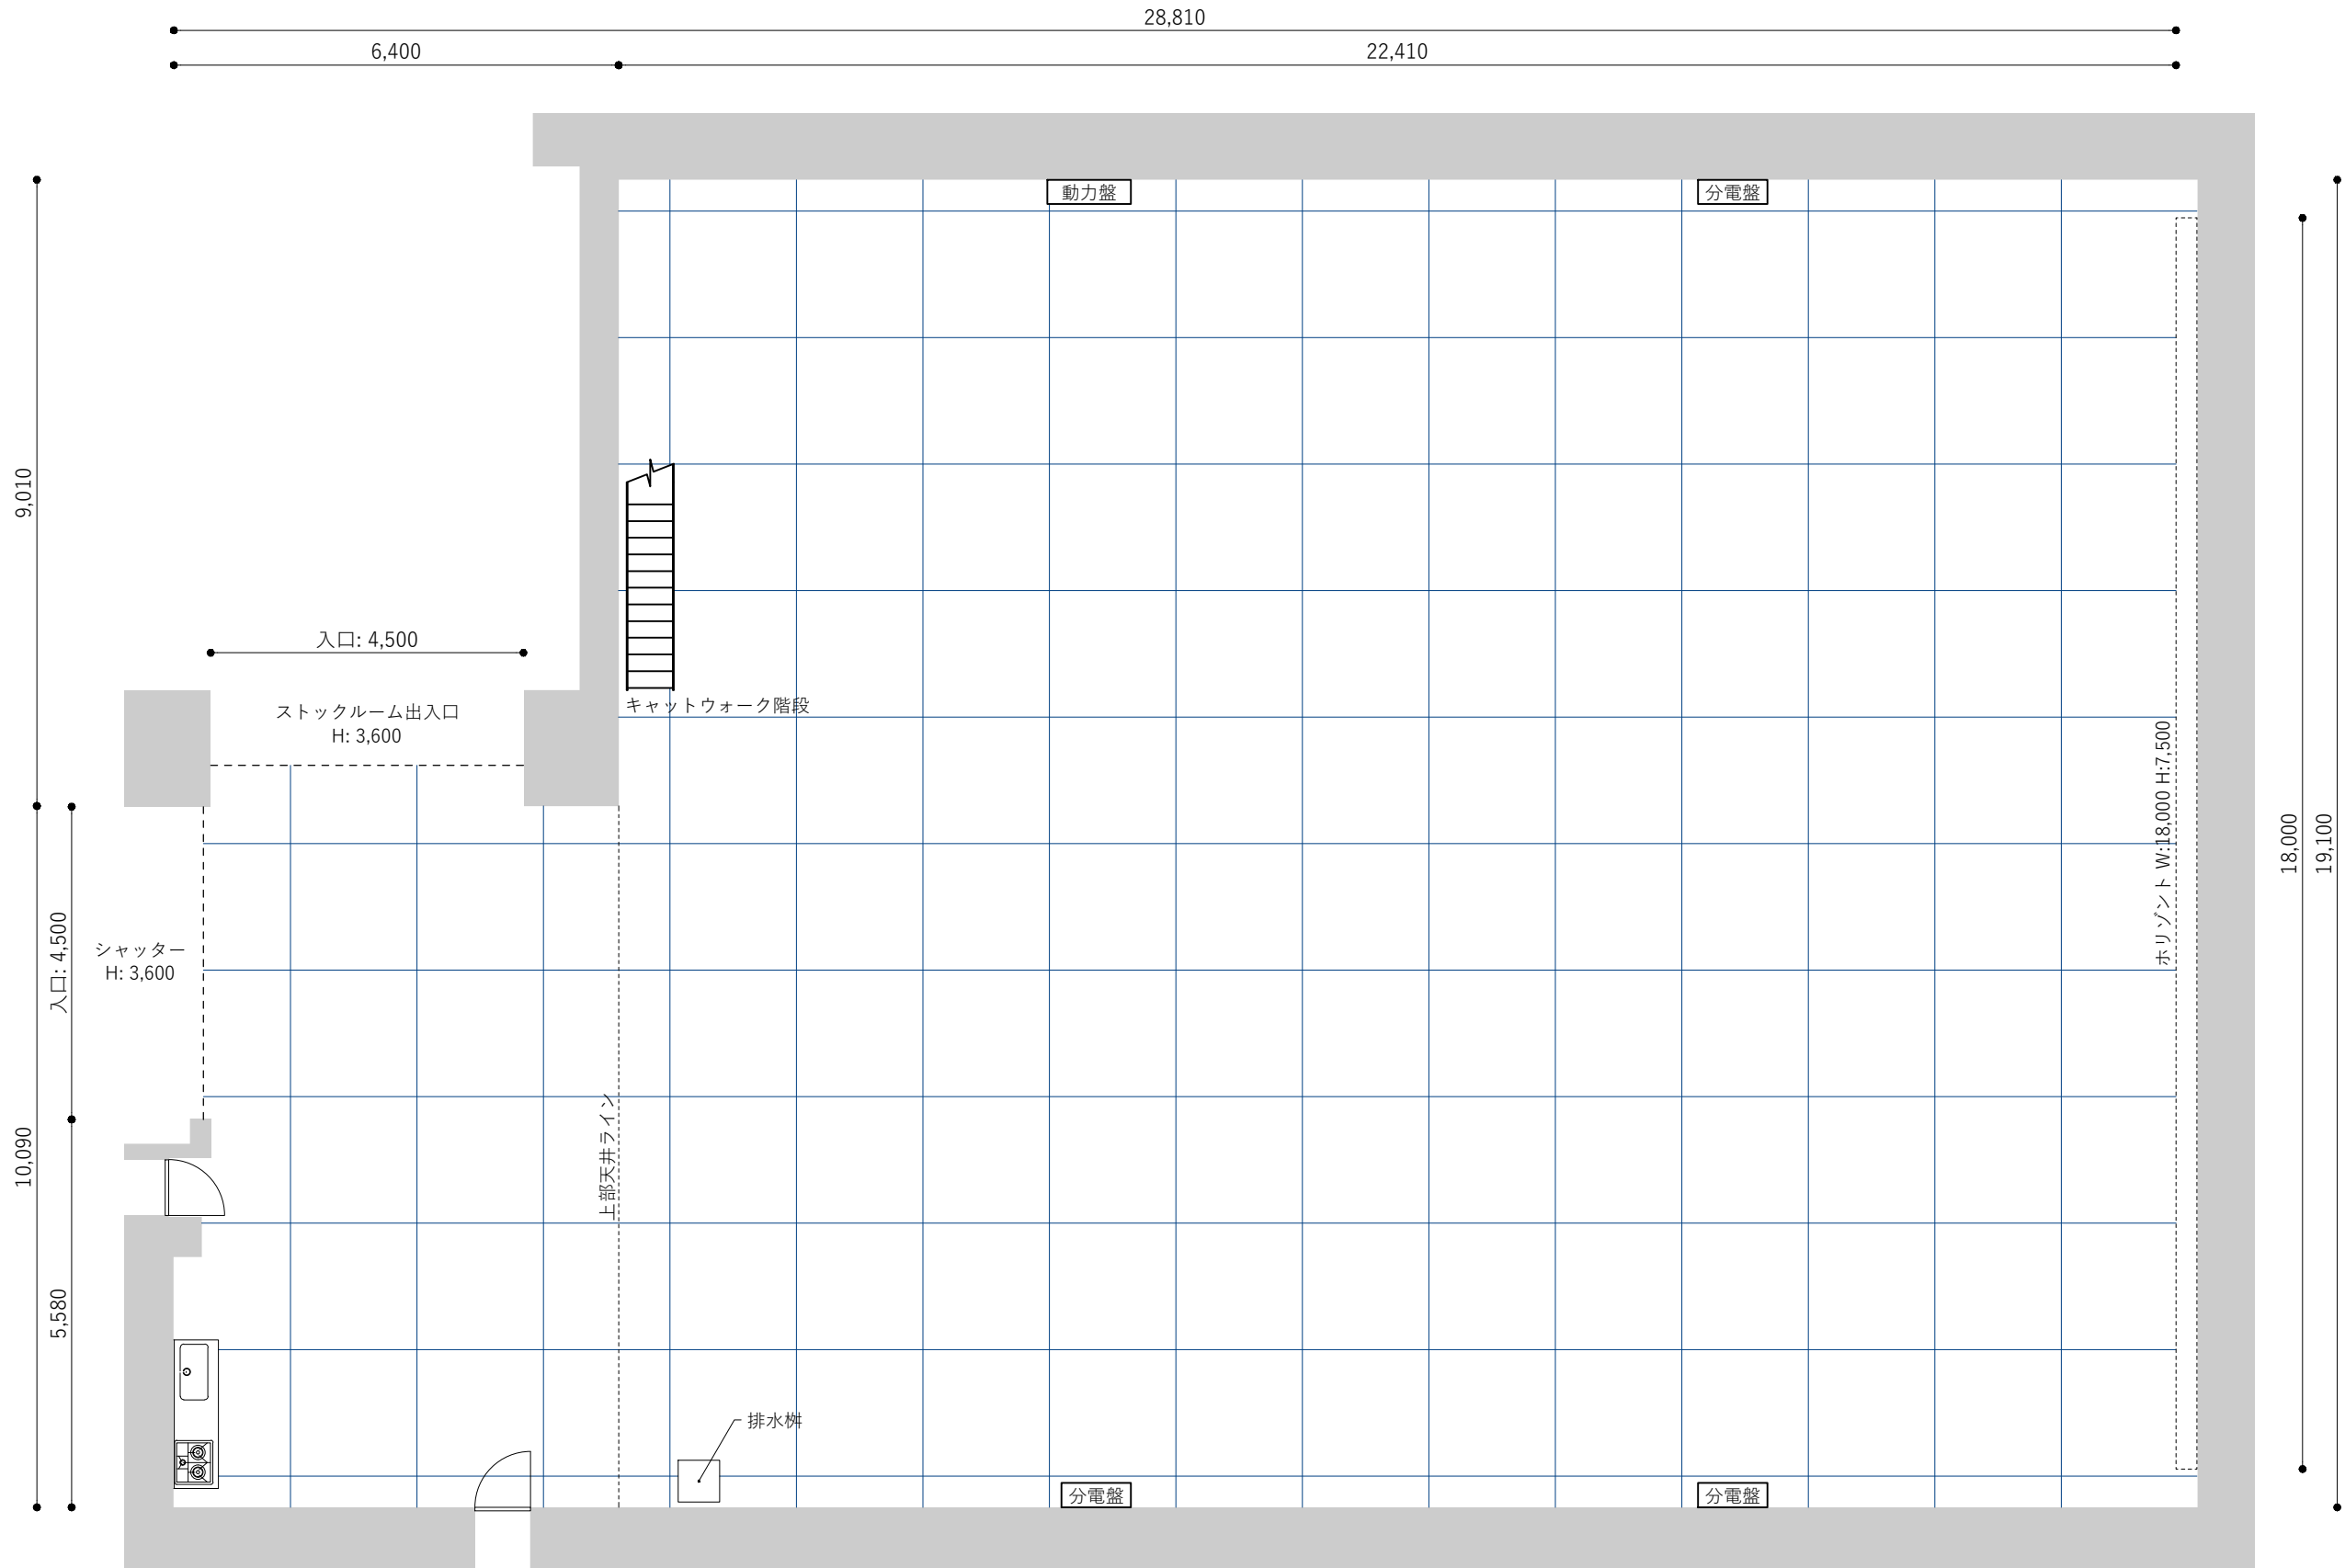 28,810
6,400
22,410
動力盤
分電盤
9,010
入口: 4,500
ストックルーム出入口
H: 3,600
キャットウォーク階段
ホリゾント W:18,000 H:7,500
18,000
19,100
入口: 4,500
シャッター
H: 3,600
上部天井ライン
10,090
5,580
排水桝
分電盤
分電盤